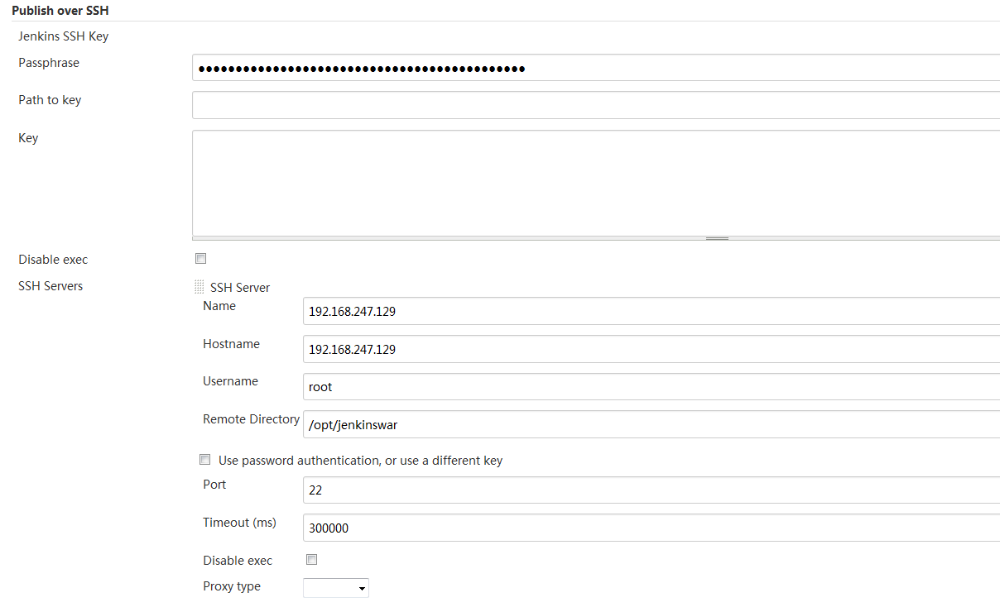 Publish over SSH
Jenkins SSH Key
Passphrase ●●●●●●●●●●●●●●●●●●●●●●●●●●●●●●●●●●●●●●●●●●●●
Path to key
Key
Disable exec
SSH Servers SSH Server
Name 192.168.247.129
Hostname 192.168.247.129
Username root
Remote Directory /opt/jenkinswar
Use password authentication, or use a different key
Port 22
Timeout (ms) 300000
Disable exec
Proxy type